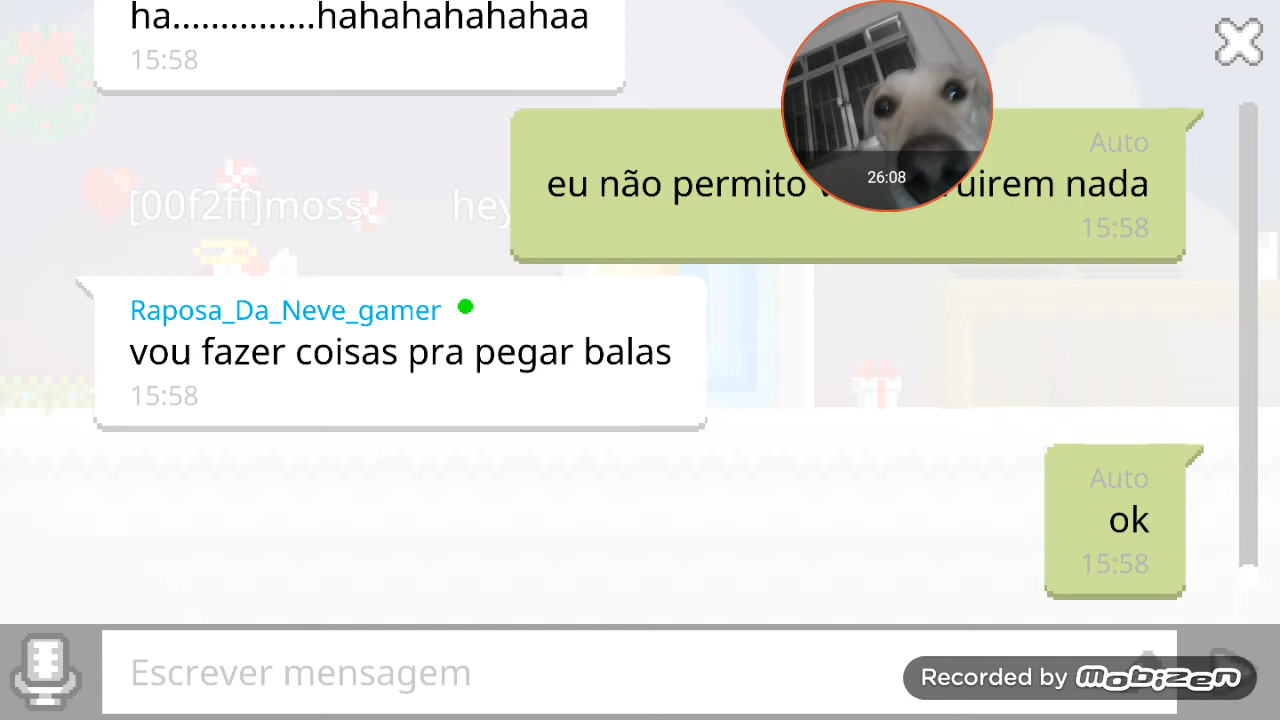 ha...............hahahahahahaa
15:58
Auto
26:08
eu não permito uirem nada
[00f2ff]moss hey
15:58
Raposa_Da_Neve_gamer
vou fazer coisas pra pegar balas
15:58
Auto
ok
15:58
Escrever mensagem
Recorded by mobizen